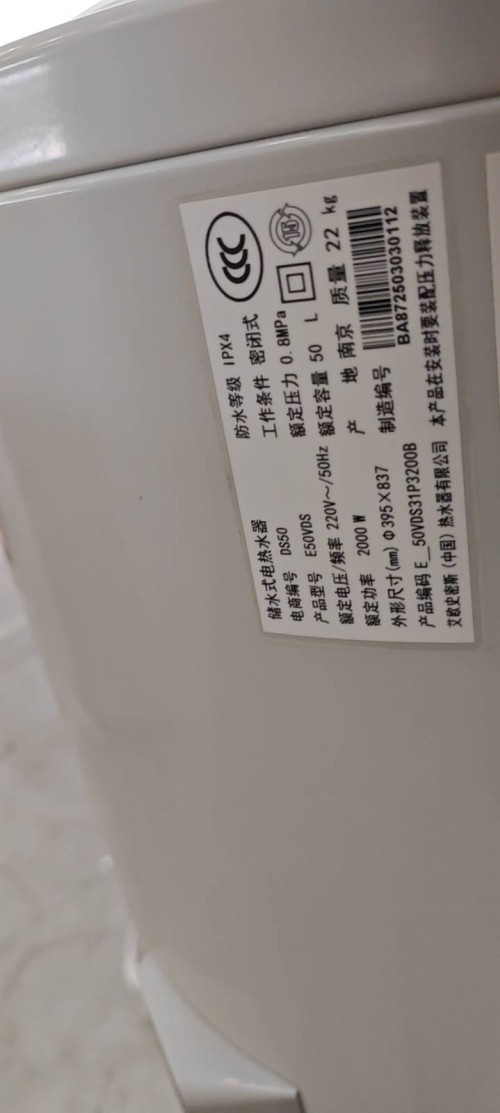 储水式电热水器
电商编号 DS50
产品型号 E50VDS
额定电压/频率 220V～/50Hz
额定功率 2000 W
外形尺寸(mm) Φ395×837
产品编码 E__50VDS31P3200B
艾欧史密斯（中国）热水器有限公司
CCC
15
防水等级 IPX4
工作条件 密闭式
额定压力 0.8MPa
额定容量 50 L
产 地 南京 质量 22 kg
制造编号
BA872503030112
本产品在安装时要装配压力释放装置